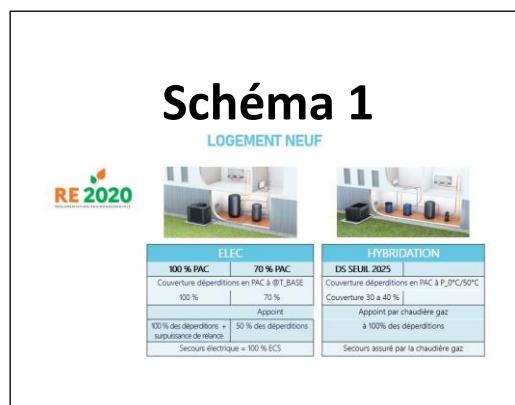 Schéma 1
LOGEMENT NEUF
RE 2020
ELEC
100 % PAC 70 % PAC
Couverture déperditions en PAC à @T_BASE
100 % 70 %
Appoint
100 % des déperditions + surpuissance de relance 50 % des déperditions
Secours électrique = 100 % ECS
HYBRIDATION
DS SEUIL 2025
Couverture déperditions en PAC à P_0°C/50°C
Couverture 30 a 40 %
Appoint par chaudière gaz
à 100% des déperditions
Secours assuré par la chaudière gaz